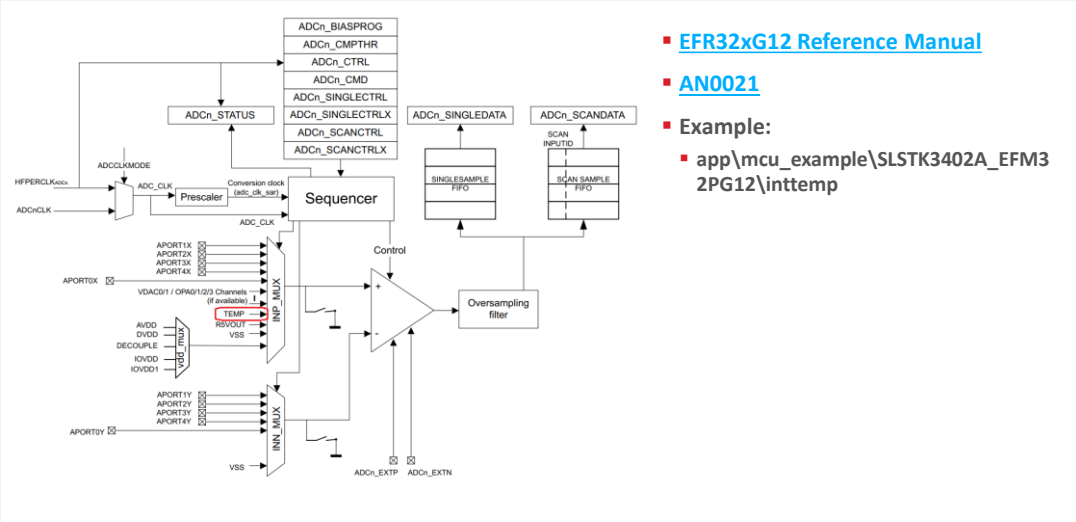 ADCn_BIASPROG
ADCn_CMPTHR
ADCn_CTRL
ADCn_CMD
ADCn_SINGLECTRL
ADCn_SINGLECTRLX
ADCn_SCANCTRL
ADCn_SCANCTRLX
ADCn_STATUS
ADCn_SINGLEDATA
ADCn_SCANDATA
SCAN
INPUTID
SINGLESAMPLE
FIFO
SCAN SAMPLE
FIFO
ADCCLKMODE
HFPERCLKADCn
ADCnCLK
ADC_CLK
Prescaler
Conversion clock
(adc_clk_sar)
ADC_CLK
Sequencer
Control
APORT1X
APORT2X
APORT3X
APORT4X
APORT0X
VDAC0/1 / OPA0/1/2/3 Channels
(if available)
TEMP
R5VOUT
VSS
INP_MUX
AVDD
DVDD
DECOUPLE
IOVDD
IOVDD1
vdd_mux
+
-
Oversampling
filter
APORT1Y
APORT2Y
APORT3Y
APORT4Y
APORT0Y
VSS
INN_MUX
ADCn_EXTP
ADCn_EXTN
▪ EFR32xG12 Reference Manual
▪ AN0021
▪ Example:
▪ app\mcu_example\SLSTK3402A_EFM3
2PG12\inttemp